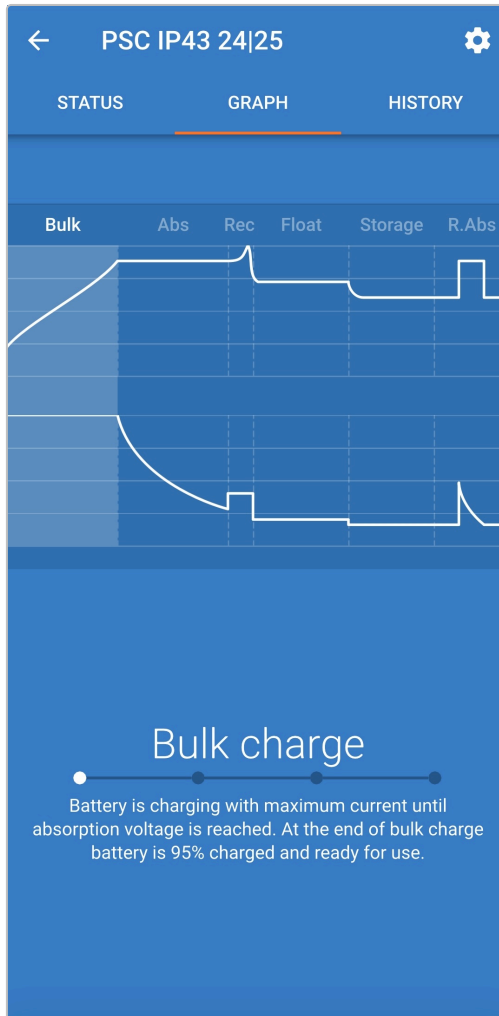 PSC IP43 24|25
STATUS GRAPH HISTORY
Bulk Abs Rec Float Storage R.Abs
Bulk charge
Battery is charging with maximum current until
absorption voltage is reached. At the end of bulk charge
battery is 95% charged and ready for use.